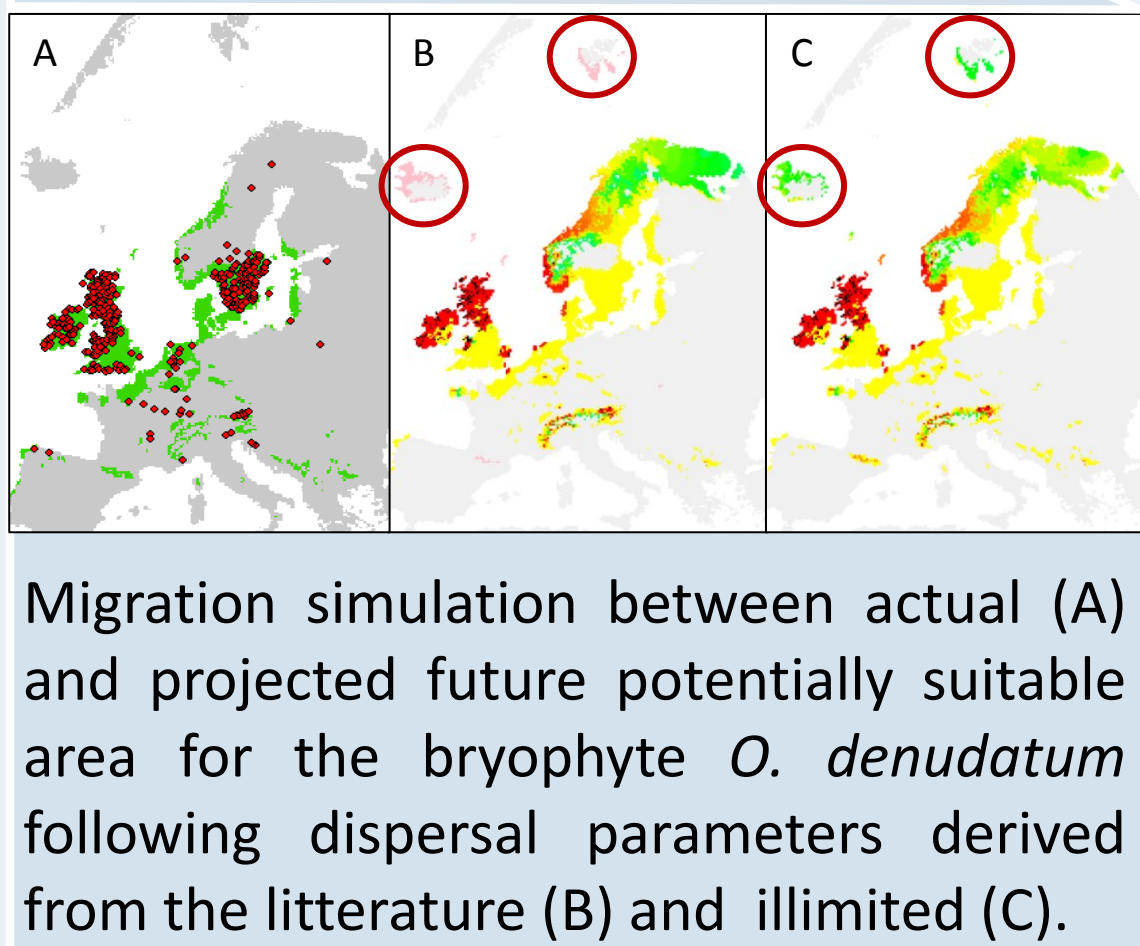 A B C
Migration simulation between actual (A)
and projected future potentially suitable
area for the bryophyte O. denudatum
following dispersal parameters derived
from the litterature (B) and illimited (C).